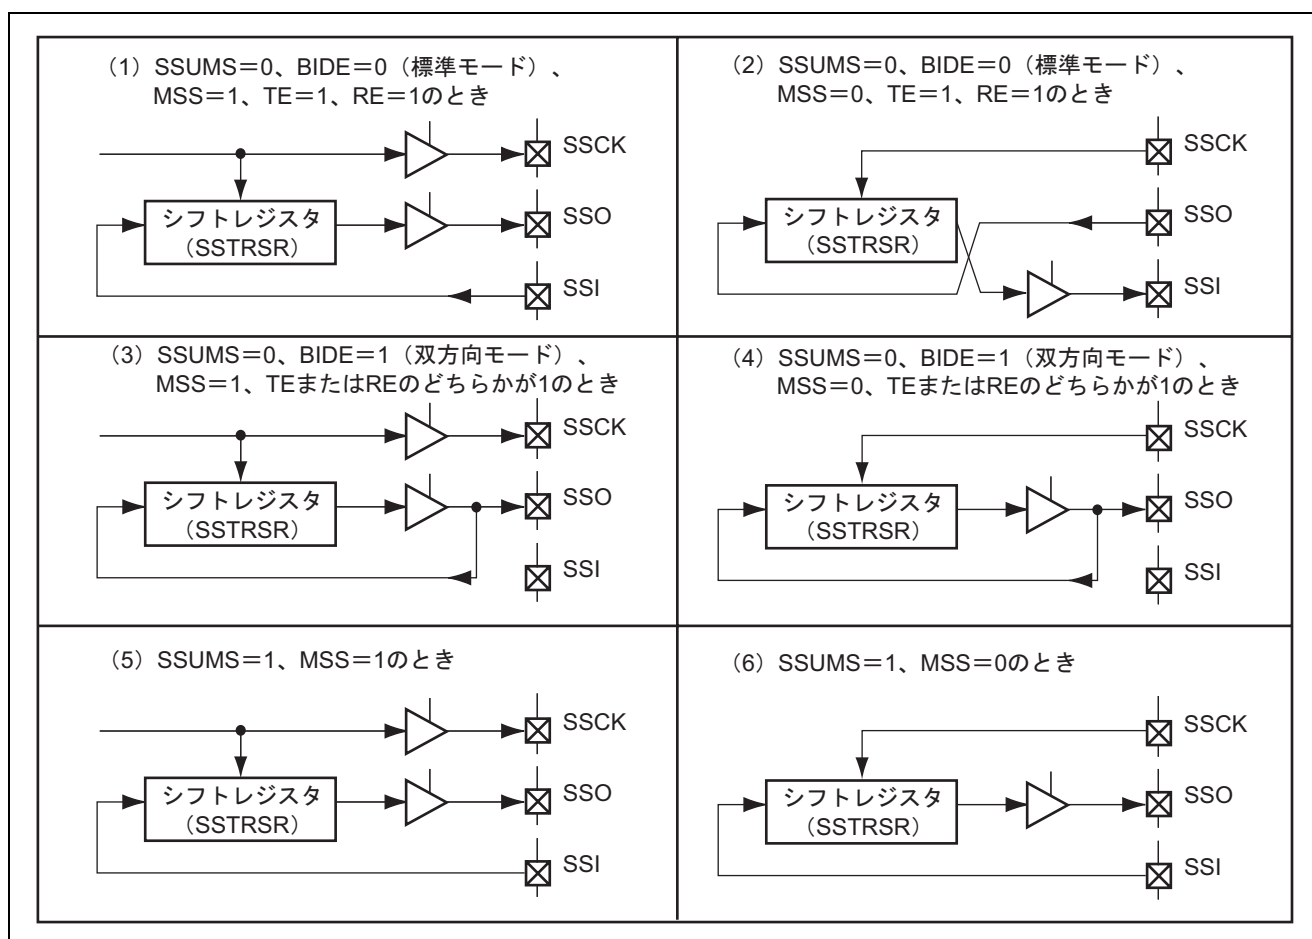 （1）SSUMS＝0、BIDE＝0（標準モード）、
MSS＝1、TE＝1、RE＝1のとき
SSCK
シフトレジスタ
（SSTRSR）
SSO
SSI
（2）SSUMS＝0、BIDE＝0（標準モード）、
MSS＝0、TE＝1、RE＝1のとき
SSCK
シフトレジスタ
（SSTRSR）
SSO
SSI
（3）SSUMS＝0、BIDE＝1（双方向モード）、
MSS＝1、TEまたはREのどちらかが1のとき
SSCK
シフトレジスタ
（SSTRSR）
SSO
SSI
（4）SSUMS＝0、BIDE＝1（双方向モード）、
MSS＝0、TEまたはREのどちらかが1のとき
SSCK
シフトレジスタ
（SSTRSR）
SSO
SSI
（5）SSUMS＝1、MSS＝1のとき
SSCK
シフトレジスタ
（SSTRSR）
SSO
SSI
（6）SSUMS＝1、MSS＝0のとき
SSCK
シフトレジスタ
（SSTRSR）
SSO
SSI